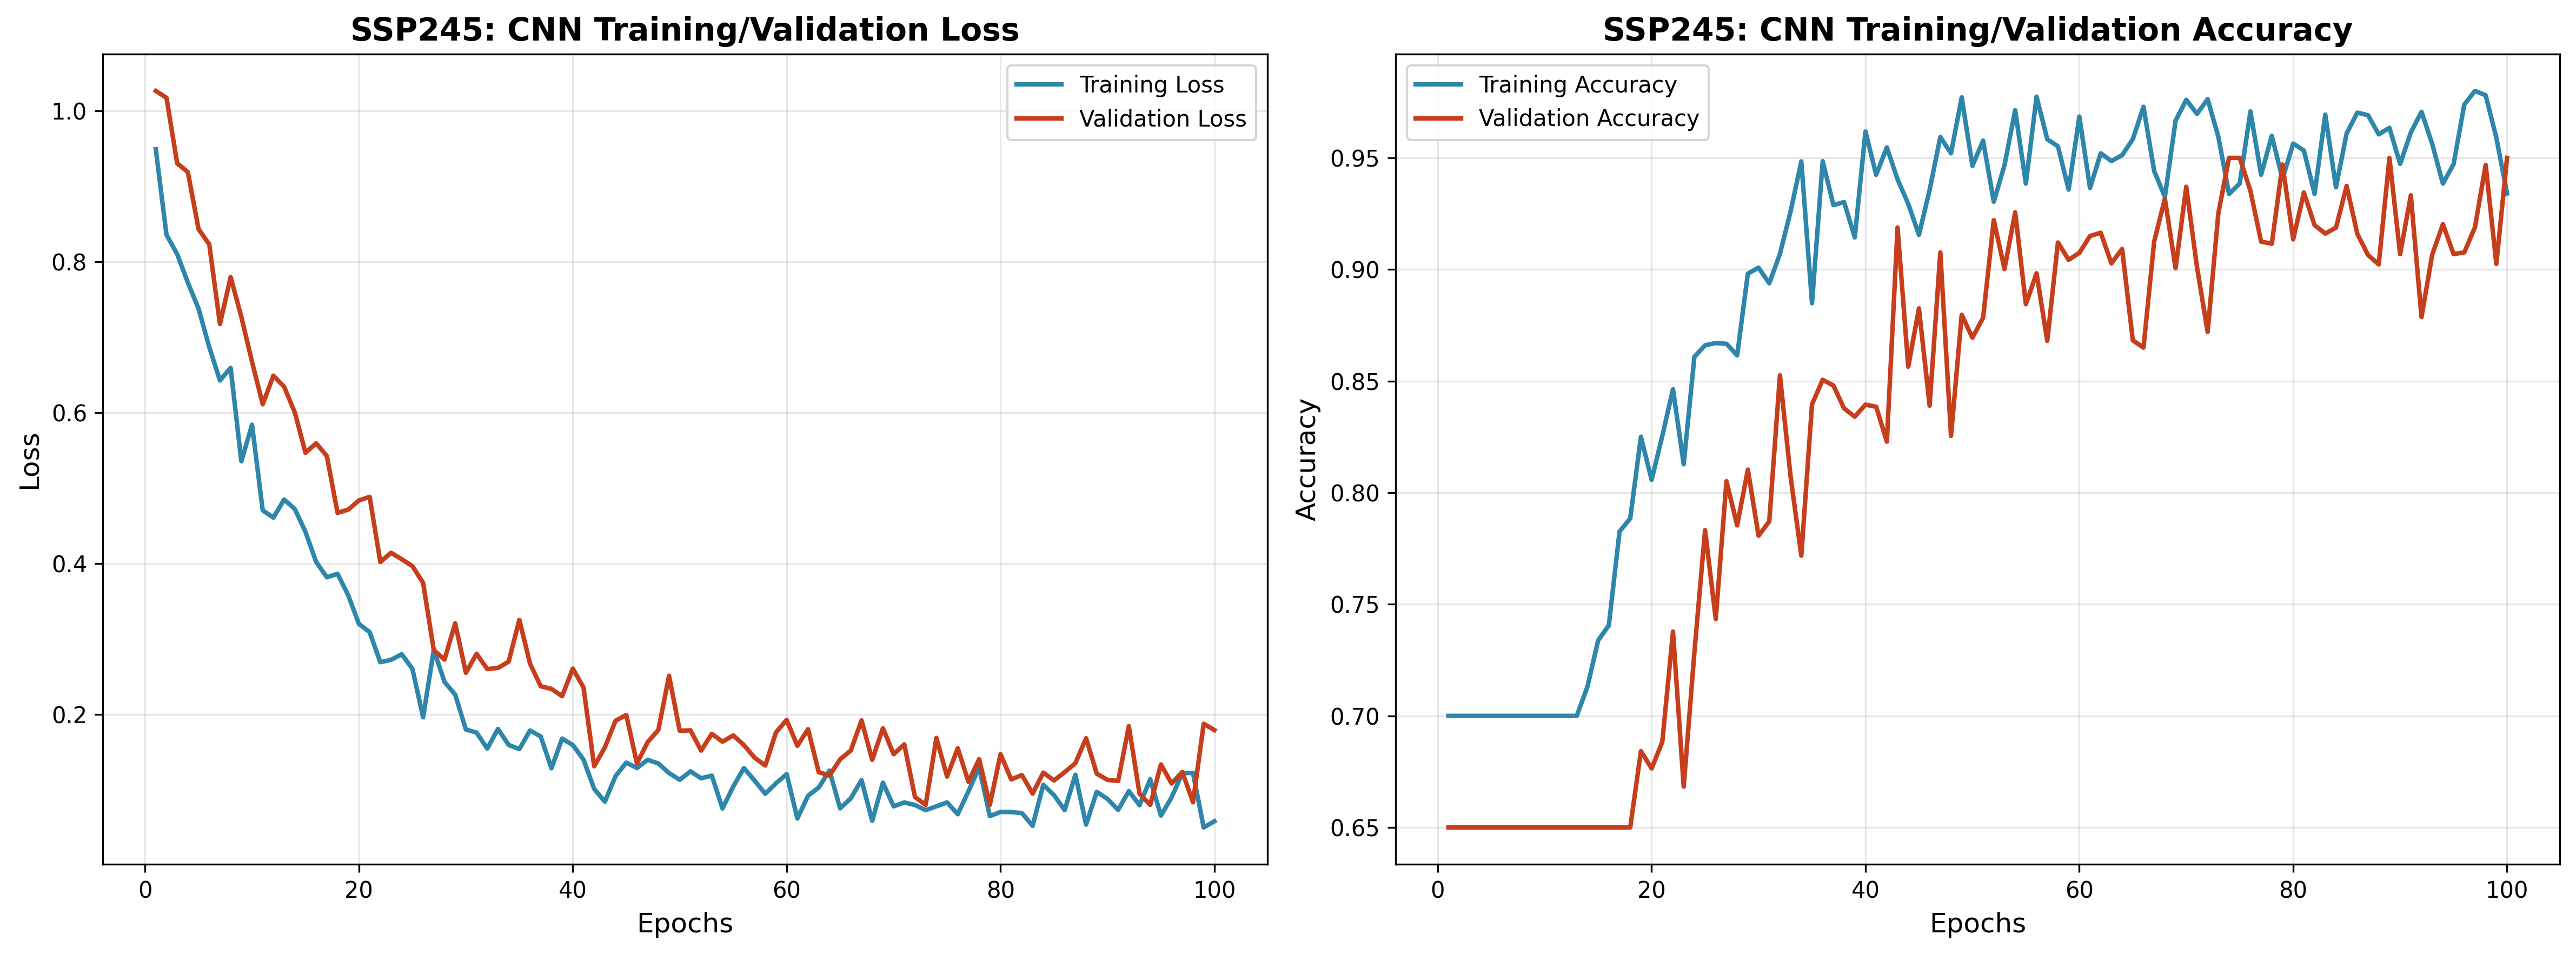 SSP245: CNN Training/Validation Loss
Training Loss
Validation Loss
1.0
0.8
0.6
0.4
0.2
Loss
0 20 40 60 80 100
Epochs
SSP245: CNN Training/Validation Accuracy
Training Accuracy
Validation Accuracy
0.95
0.90
0.85
0.80
0.75
0.70
0.65
Accuracy
0 20 40 60 80 100
Epochs